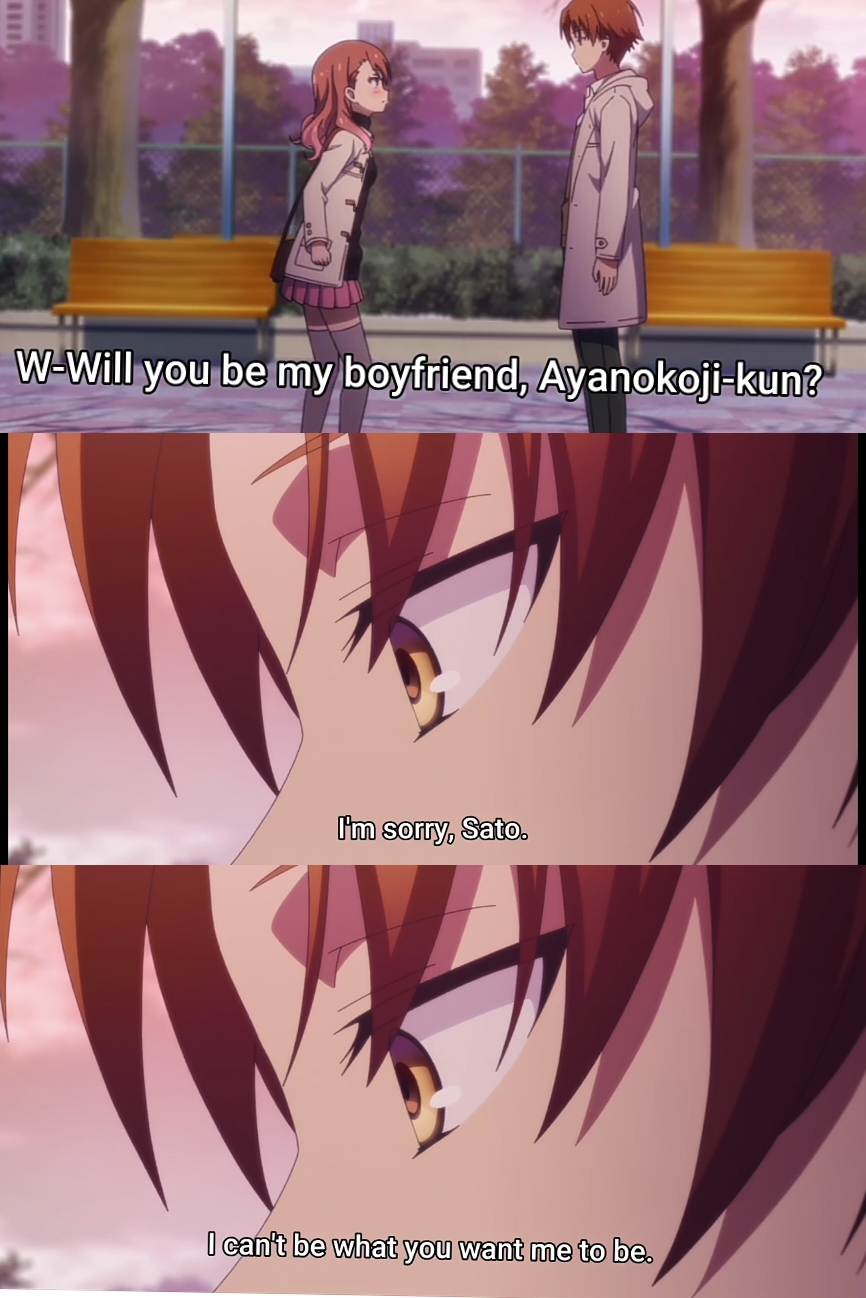 W-Will you be my boyfriend, Ayanokoji-kun?
I'm sorry, Sato.
I can't be what you want me to be.